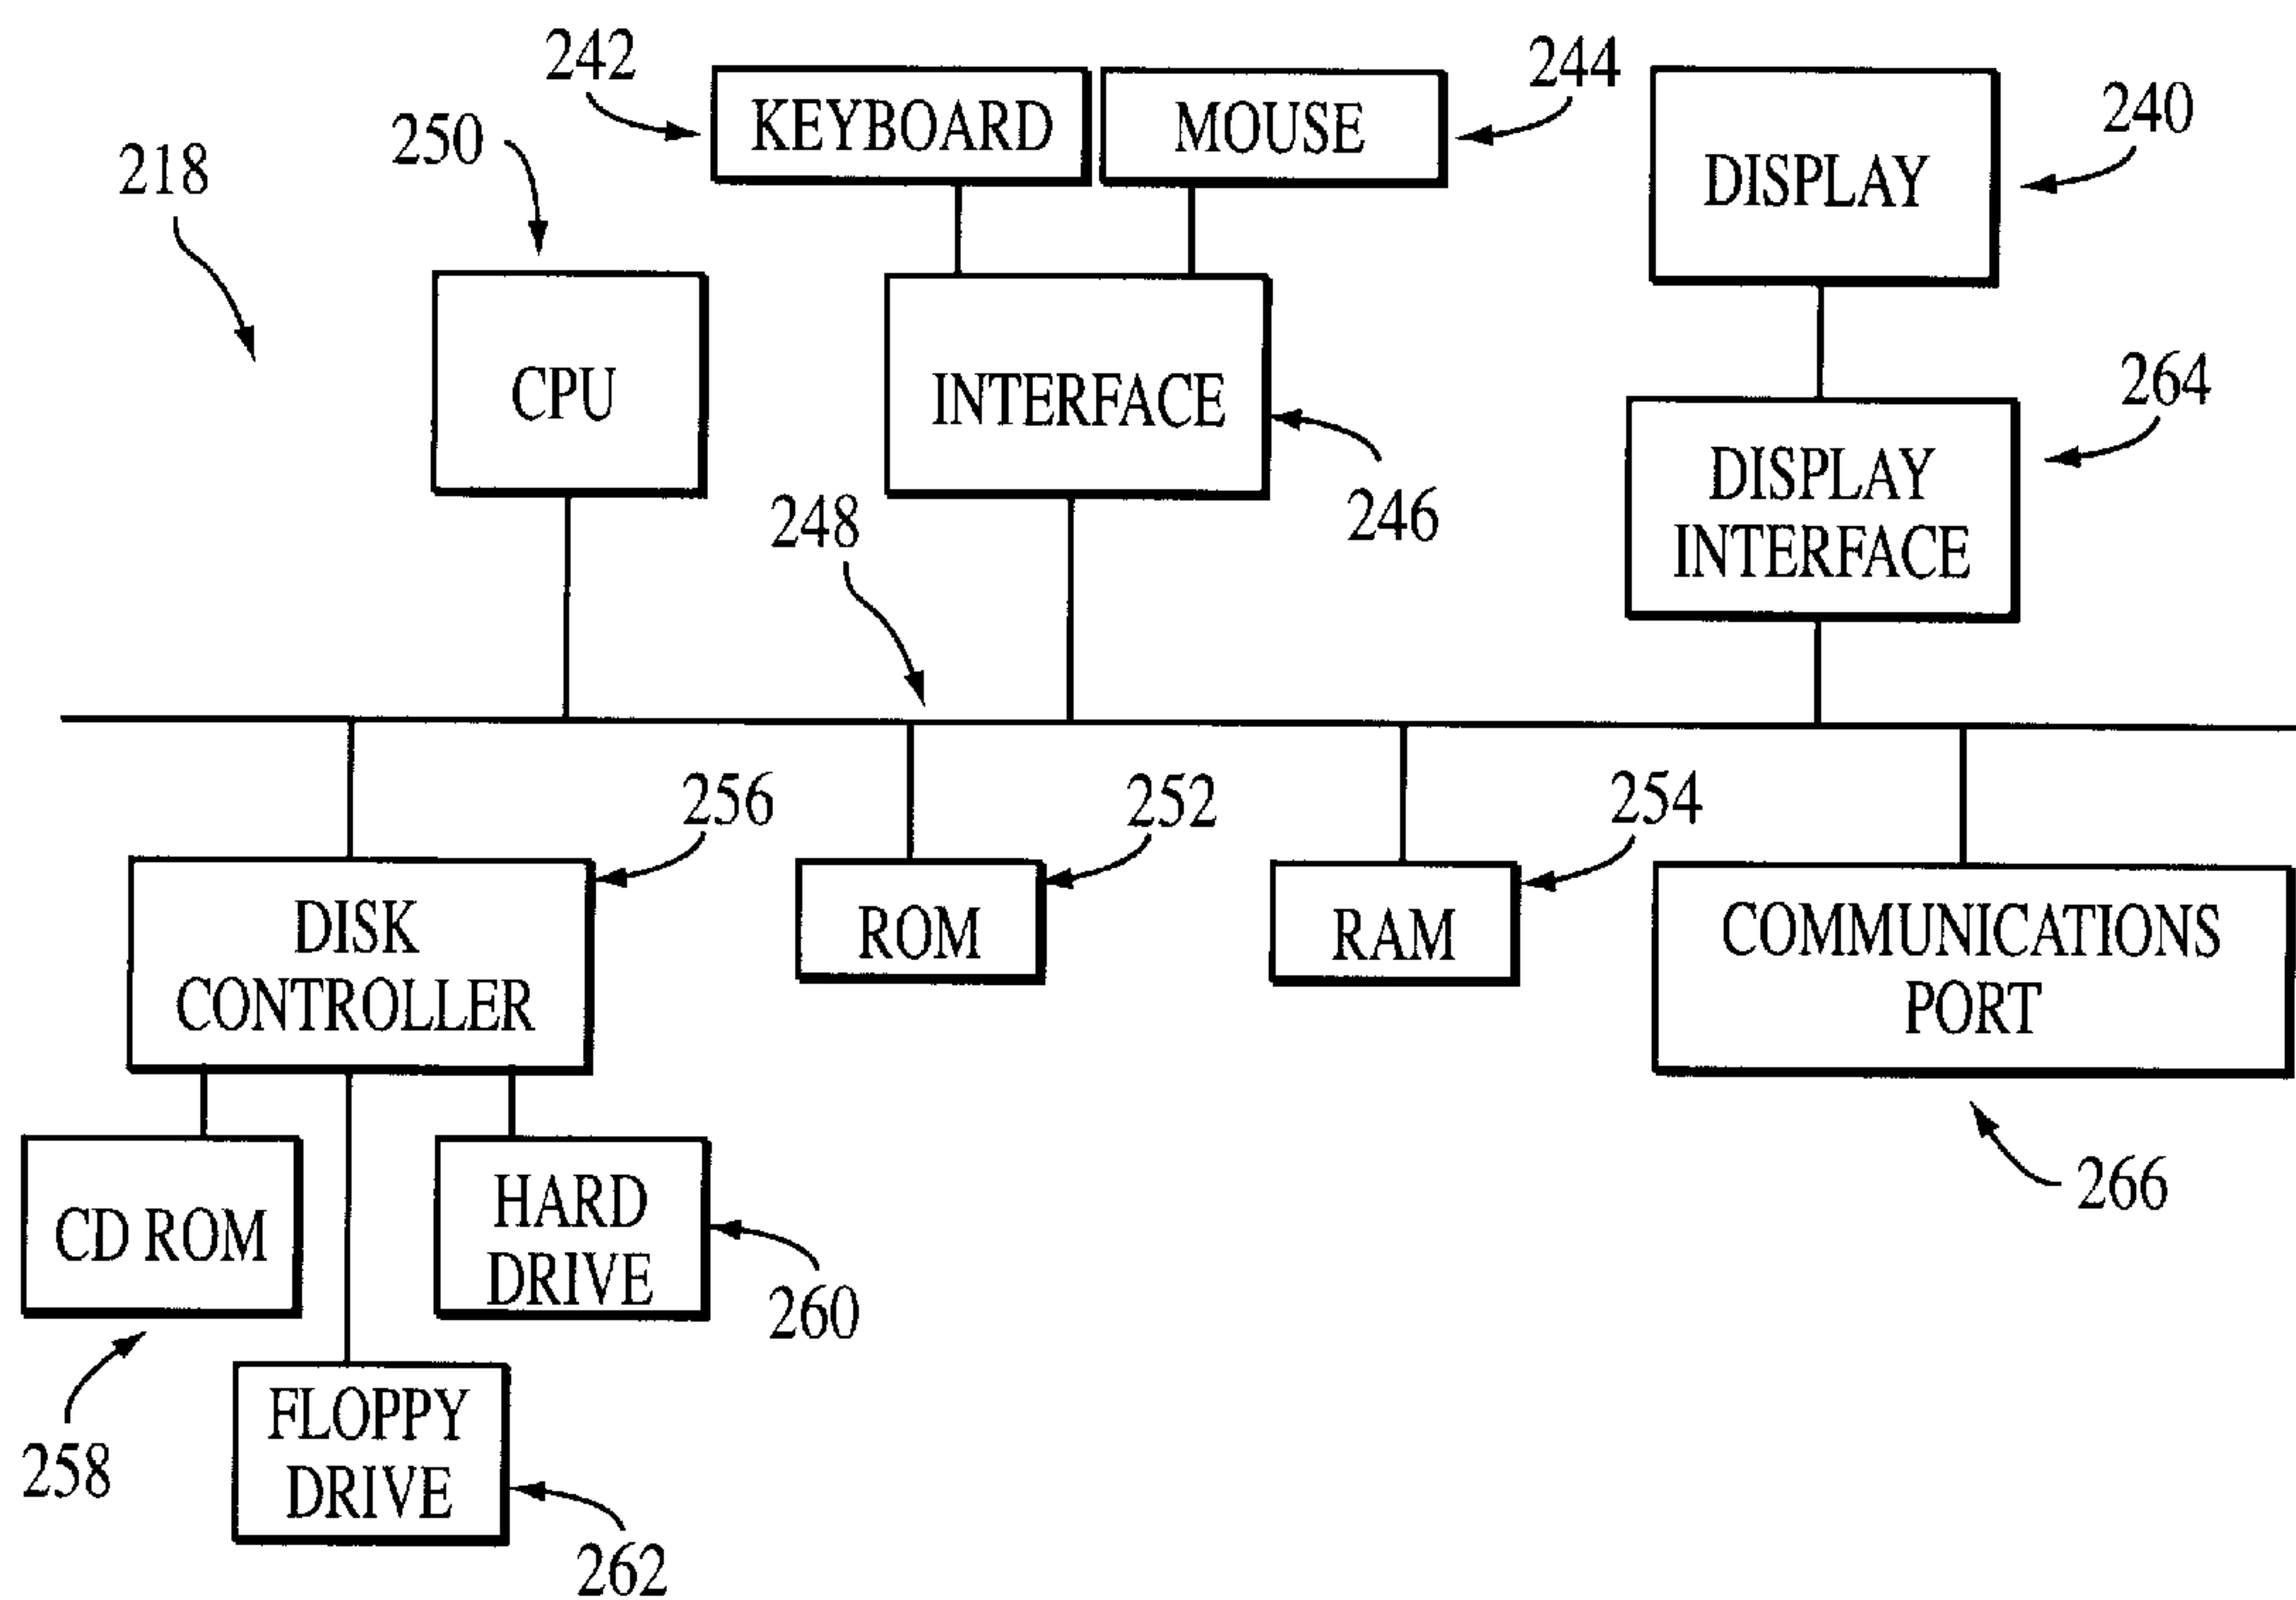 242
KEYBOARD
MOUSE
244
240
250
218
DISPLAY
CPU
INTERFACE
264
246
DISPLAY
INTERFACE
248
256
252
254
DISK
CONTROLLER
ROM
RAM
COMMUNICATIONS
PORT
266
CD ROM
HARD
DRIVE
260
258
FLOPPY
DRIVE
262